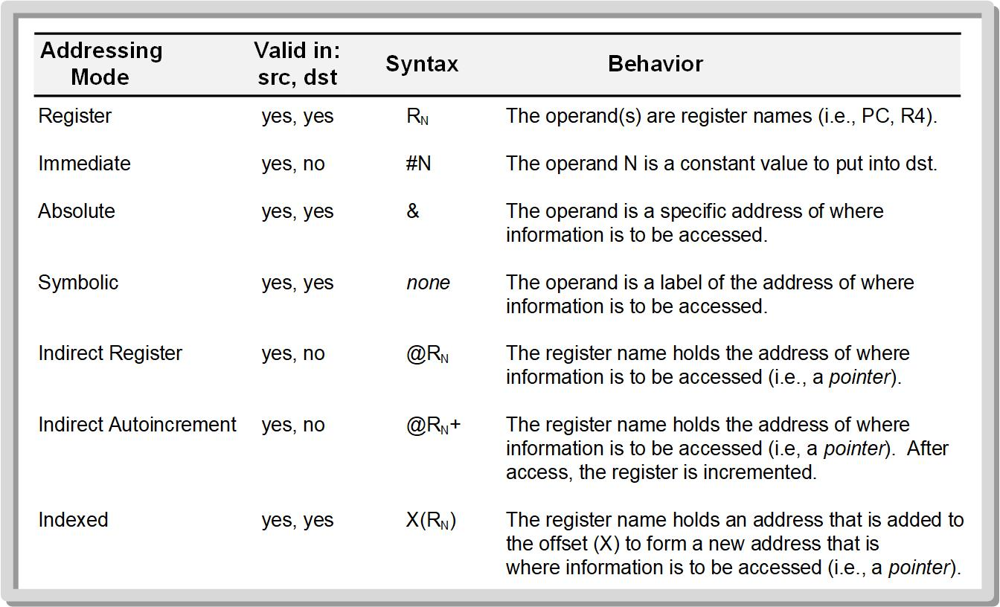 Addressing Mode Valid in: src, dst Syntax Behavior
Register yes, yes RN The operand(s) are register names (i.e., PC, R4).
Immediate yes, no #N The operand N is a constant value to put into dst.
Absolute yes, yes & The operand is a specific address of where
information is to be accessed.
Symbolic yes, yes none The operand is a label of the address of where
information is to be accessed.
Indirect Register yes, no @RN The register name holds the address of where
information is to be accessed (i.e., a pointer).
Indirect Autoincrement yes, no @RN+ The register name holds the address of where
information is to be accessed (i.e, a pointer). After
access, the register is incremented.
Indexed yes, yes X(RN) The register name holds an address that is added to
the offset (X) to form a new address that is
where information is to be accessed (i.e., a pointer).